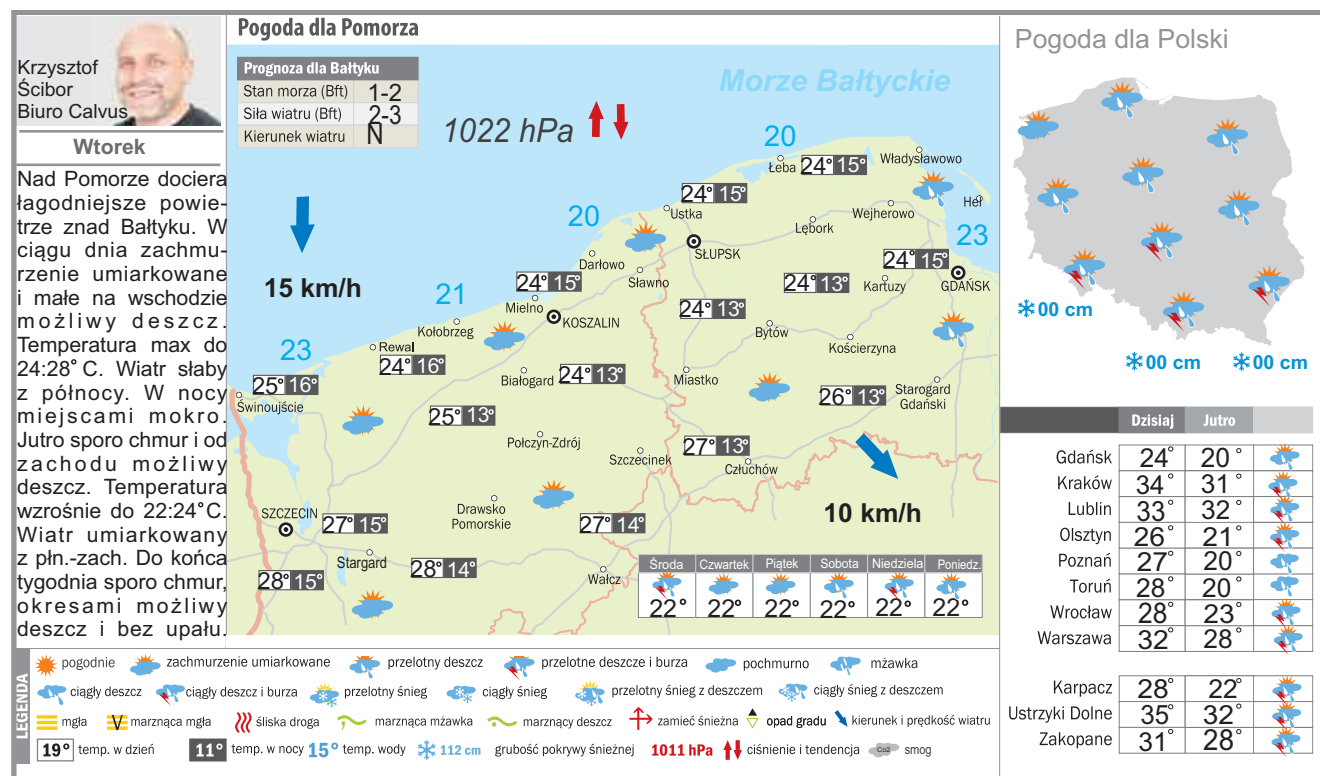 Krzysztof
Ścibor
Biuro Calvus
Wtorek
Nad Pomorze dociera
łagodniejsze powie-
trze znad Bałtyku. W
ciągu dnia zachmu-
rzenie umiarkowane
i małe na wschodzie
możliwy deszcz.
Temperatura max do
24:28°C. Wiatr słaby
z północy. W nocy
miejscami mokro.
Jutro sporo chmur i od
zachodu możliwy
deszcz. Temperatura
wzrośnie do 22:24°C.
Wiatr umiarkowany
z płn.-zach. Do końca
tygodnia sporo chmur,
okresami możliwy
deszcz i bez upału.
Pogoda dla Pomorza
Prognoza dla Bałtyku
Stan morza (Bft) 1-2
Siła wiatru (Bft) 2-3
Kierunek wiatru N
Morze Bałtyckie
1022 hPa
20
Łeba 24° 15°
Władysławowo
Hel
24° 15°
Ustka
Wejherowo
Lębork
20
SŁUPSK
23
24° 15°
GDAŃSK
Darłowo
Sławno
15 km/h
24° 15°
Mielno
24° 13°
Kartuzy
21
Kołobrzeg
KOSZALIN
24° 13°
Bytów
Kościerzyna
23
Rewal
24° 16°
25° 16°
Świnoujście
Białogard
24° 13°
Miastko
26° 13°
Starogard
Gdański
25° 13°
Połczyn-Zdrój
Szczecinek
27° 13°
Człuchów
10 km/h
SZCZECIN
27° 15°
Drawsko
Pomorskie
27° 14°
Stargard
28° 14°
28° 15°
Wałcz
Środa Czwartek Piątek Sobota Niedziela Poniedz.
22° 22° 22° 22° 22° 22°
Pogoda dla Polski
00 cm
00 cm 00 cm
Dzisiaj Jutro
Gdańsk 24° 20°
Kraków 34° 31°
Lublin 33° 32°
Olsztyn 26° 21°
Poznań 27° 20°
Toruń 28° 20°
Wrocław 28° 23°
Warszawa 32° 28°
Karpacz 28° 22°
Ustrzyki Dolne 35° 32°
Zakopane 31° 28°
LEGENDA
pogodnie zachmurzenie umiarkowane przelotny deszcz przelotne deszcze i burza pochmurno mżawka
ciągły deszcz ciągły deszcz i burza przelotny śnieg ciągły śnieg przelotny śnieg z deszczem ciągły śnieg z deszczem
mgła marznąca mgła śliska droga marznąca mżawka marznący deszcz zamieć śnieżna opad gradu kierunek i prędkość wiatru
19° temp. w dzień 11° temp. w nocy 15° temp. wody 112 cm grubość pokrywy śnieżnej 1011 hPa ciśnienie i tendencja Co2 smog